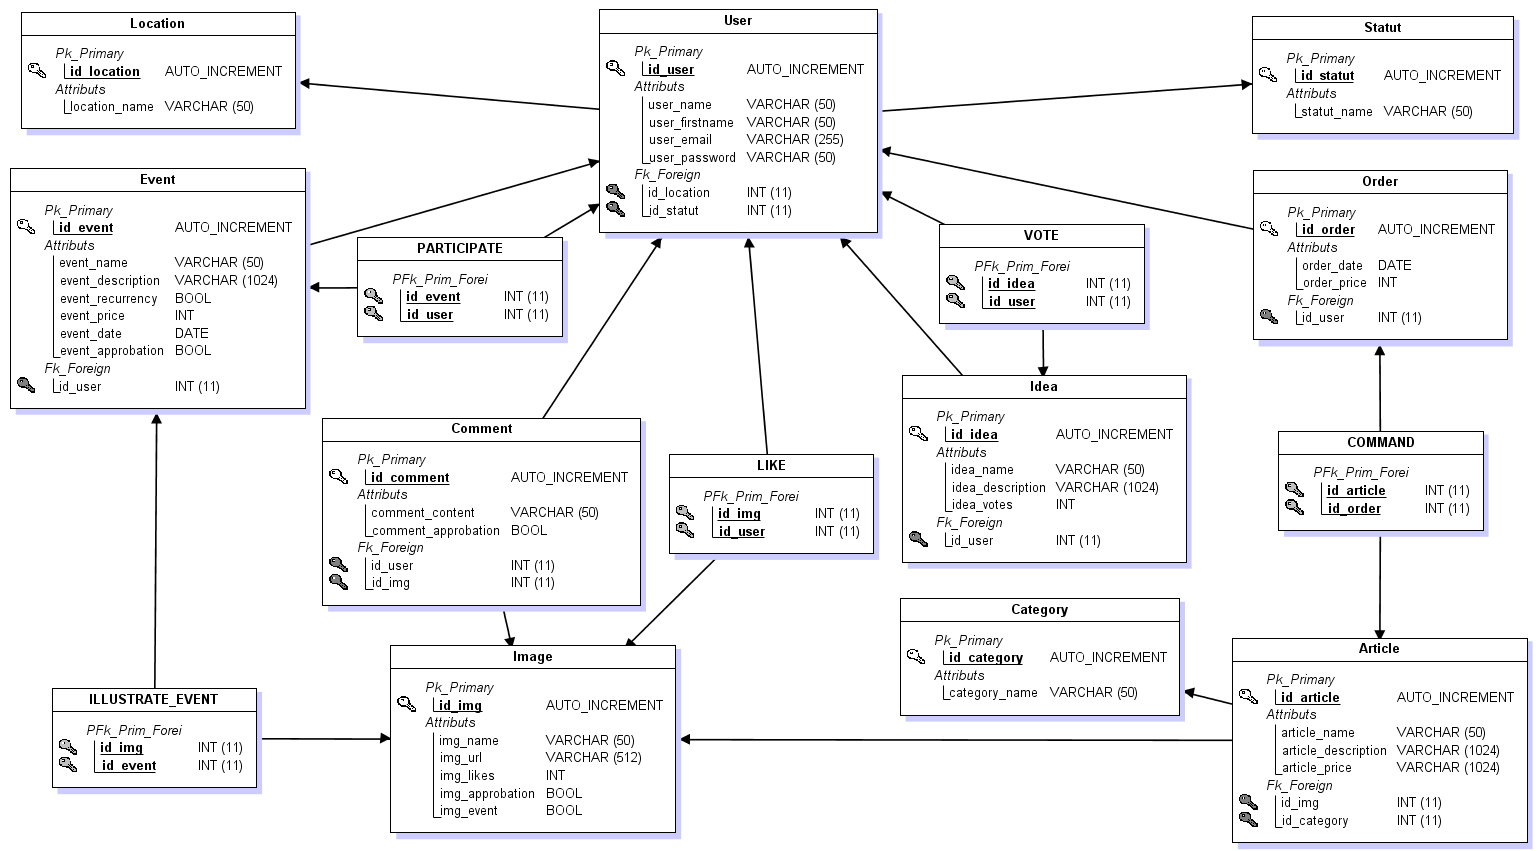 Location
Pk_Primary
id_location AUTO_INCREMENT
Attributs
location_name VARCHAR (50)
User
Pk_Primary
id_user AUTO_INCREMENT
Attributs
user_name VARCHAR (50)
user_firstname VARCHAR (50)
user_email VARCHAR (255)
user_password VARCHAR (50)
Fk_Foreign
id_location INT (11)
id_statut INT (11)
Statut
Pk_Primary
id_statut AUTO_INCREMENT
Attributs
statut_name VARCHAR (50)
Event
Pk_Primary
id_event AUTO_INCREMENT
Attributs
event_name VARCHAR (50)
event_description VARCHAR (1024)
event_recurrency BOOL
event_price INT
event_date DATE
event_approbation BOOL
Fk_Foreign
id_user INT (11)
PARTICIPATE
PFk_Prim_Forei
id_event INT (11)
id_user INT (11)
VOTE
PFk_Prim_Forei
id_idea INT (11)
id_user INT (11)
Order
Pk_Primary
id_order AUTO_INCREMENT
Attributs
order_date DATE
order_price INT
Fk_Foreign
id_user INT (11)
Comment
Pk_Primary
id_comment AUTO_INCREMENT
Attributs
comment_content VARCHAR (50)
comment_approbation BOOL
Fk_Foreign
id_user INT (11)
id_img INT (11)
LIKE
PFk_Prim_Forei
id_img INT (11)
id_user INT (11)
Idea
Pk_Primary
id_idea AUTO_INCREMENT
Attributs
idea_name VARCHAR (50)
idea_description VARCHAR (1024)
idea_votes INT
Fk_Foreign
id_user INT (11)
COMMAND
PFk_Prim_Forei
id_article INT (11)
id_order INT (11)
ILLUSTRATE_EVENT
PFk_Prim_Forei
id_img INT (11)
id_event INT (11)
Image
Pk_Primary
id_img AUTO_INCREMENT
Attributs
img_name VARCHAR (50)
img_url VARCHAR (512)
img_likes INT
img_approbation BOOL
img_event BOOL
Category
Pk_Primary
id_category AUTO_INCREMENT
Attributs
category_name VARCHAR (50)
Article
Pk_Primary
id_article AUTO_INCREMENT
Attributs
article_name VARCHAR (50)
article_description VARCHAR (1024)
article_price VARCHAR (1024)
Fk_Foreign
id_img INT (11)
id_category INT (11)